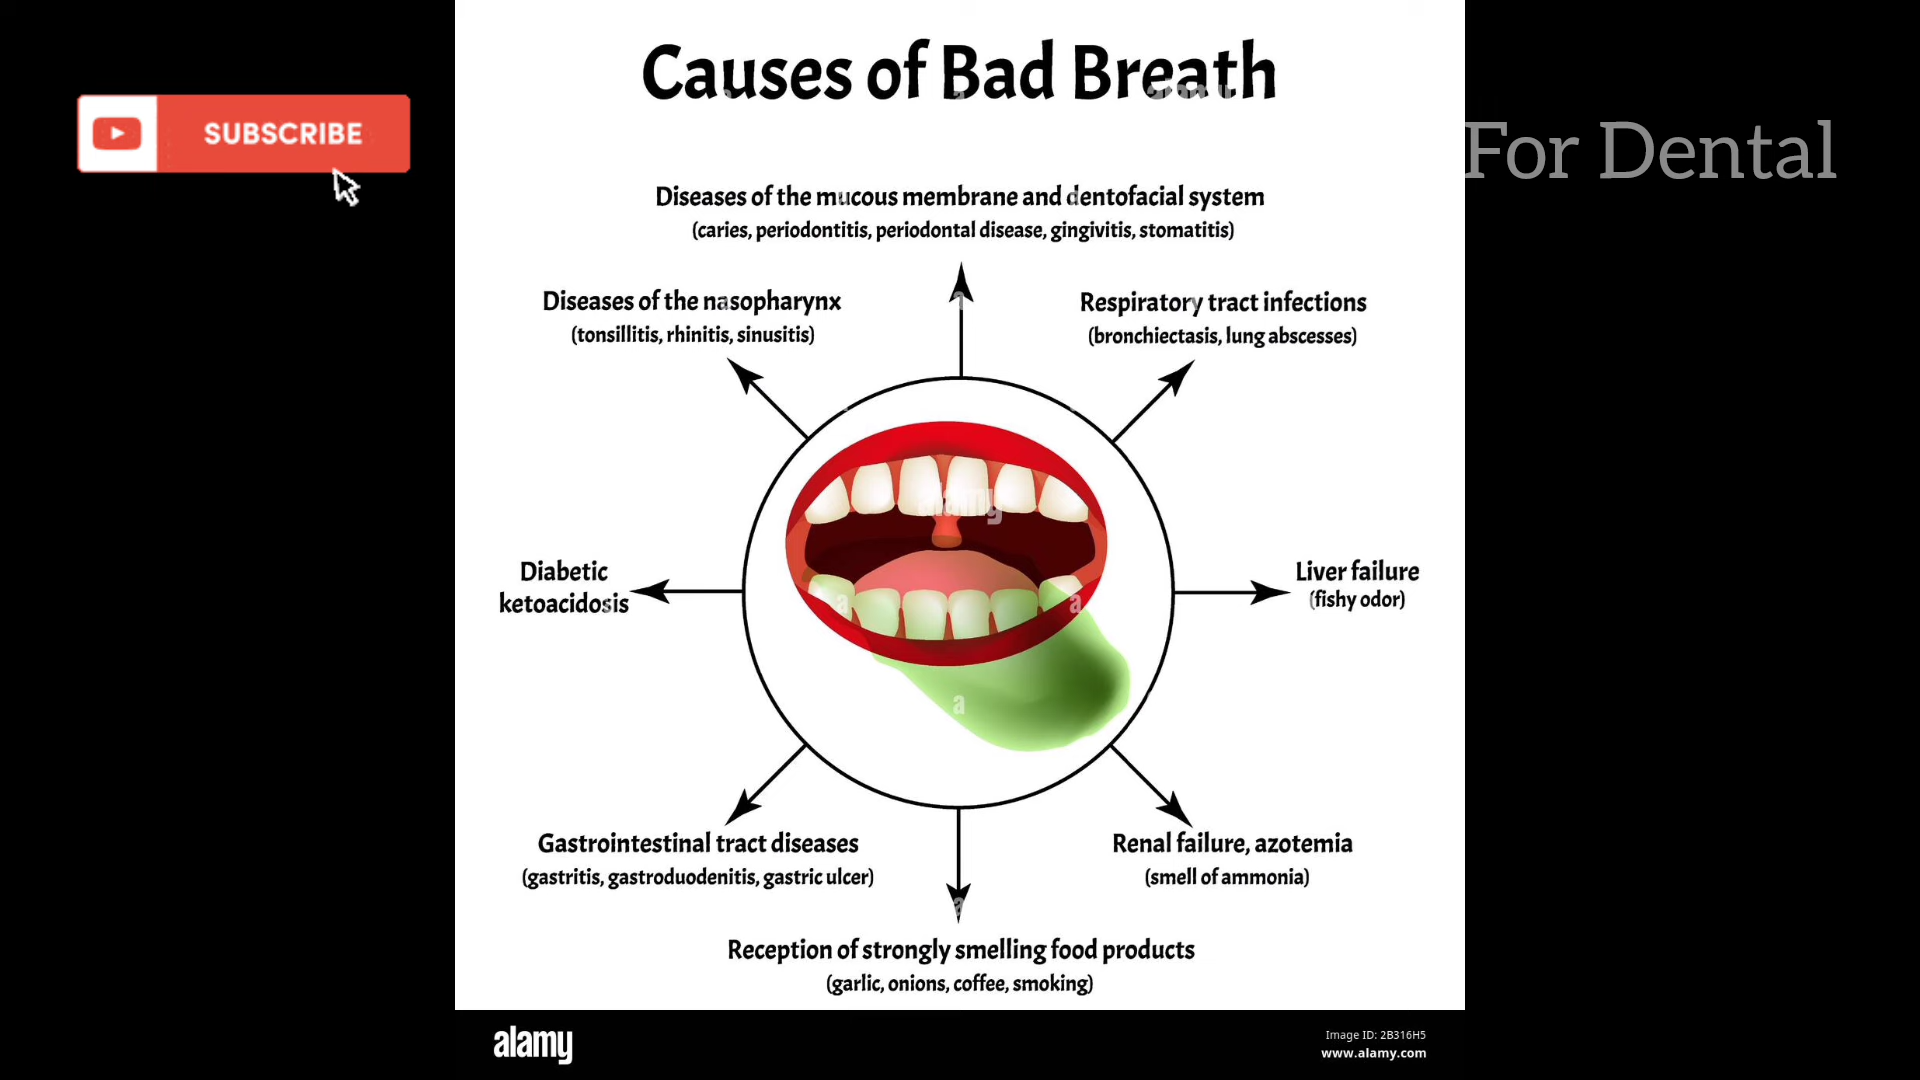 Causes of Bad Breath
SUBSCRIBE
For Dental
Diseases of the mucous membrane and dentofacial system
(caries, periodontitis, periodontal disease, gingivitis, stomatitis)
Diseases of the nasopharynx
(tonsillitis, rhinitis, sinusitis)
Respiratory tract infections
(bronchiectasis, lung abscesses)
Diabetic
ketoacidosis
Liver failure
(fishy odor)
alamy
Gastrointestinal tract diseases
(gastritis, gastroduodenitis, gastric ulcer)
Renal failure, azotemia
(smell of ammonia)
Reception of strongly smelling food products
(garlic, onions, coffee, smoking)
alamy
Image ID: 2B316H5
www.alamy.com